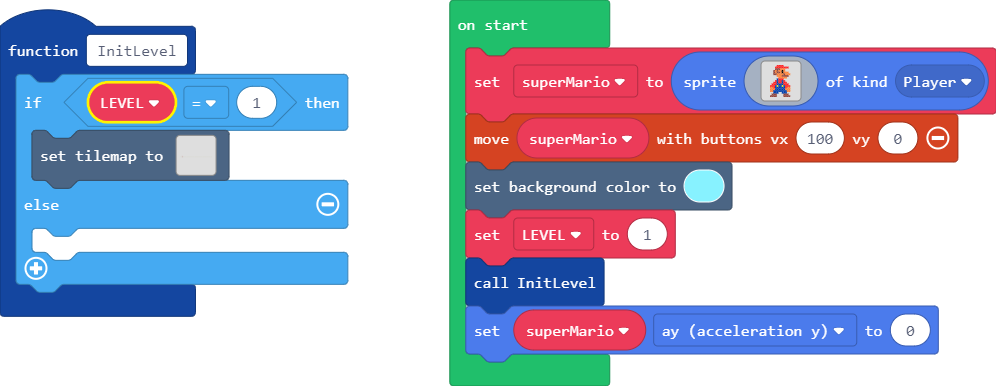 function InitLevel
if LEVEL = 1 then
set tilemap to
else
on start
set superMario to sprite of kind Player
move superMario with buttons vx 100 vy 0
set background color to
set LEVEL to 1
call InitLevel
set superMario ay (acceleration y) to 0